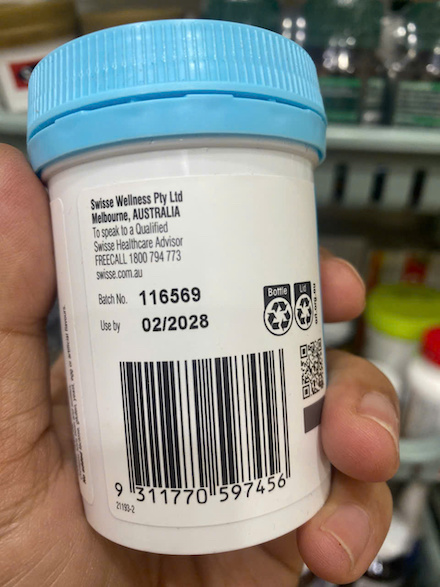 Swisse Wellness Pty Ltd
Melbourne, AUSTRALIA
To speak to a Qualified
Swisse Healthcare Advisor
FREECALL 1800 794 773
swisse.com.au
Batch No. 116569
Use by 02/2028
Bottle
Lid
9 311770 597456
21193-2